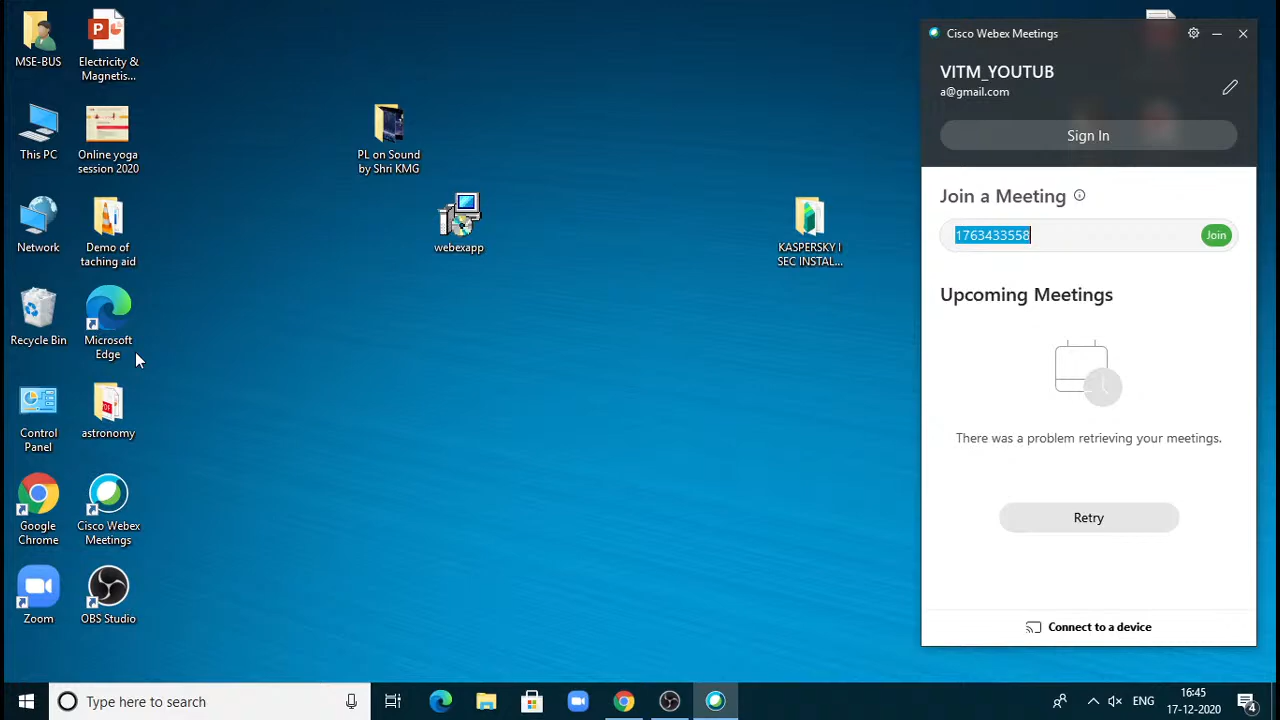 MSE-BUS
Electricity &
Magnetis...
This PC
Online yoga
session 2020
PL on Sound
by Shri KMG
Network
Demo of
taching aid
webexapp
KASPERSKY I
SEC INSTAL...
Recycle Bin
Microsoft
Edge
Control
Panel
astronomy
Google
Chrome
Cisco Webex
Meetings
Zoom
OBS Studio
Cisco Webex Meetings
VITM_YOUTUB
a@gmail.com
Sign In
Join a Meeting
1763433558
Join
Upcoming Meetings
There was a problem retrieving your meetings.
Retry
Connect to a device
Type here to search
ENG
16:45
17-12-2020
4